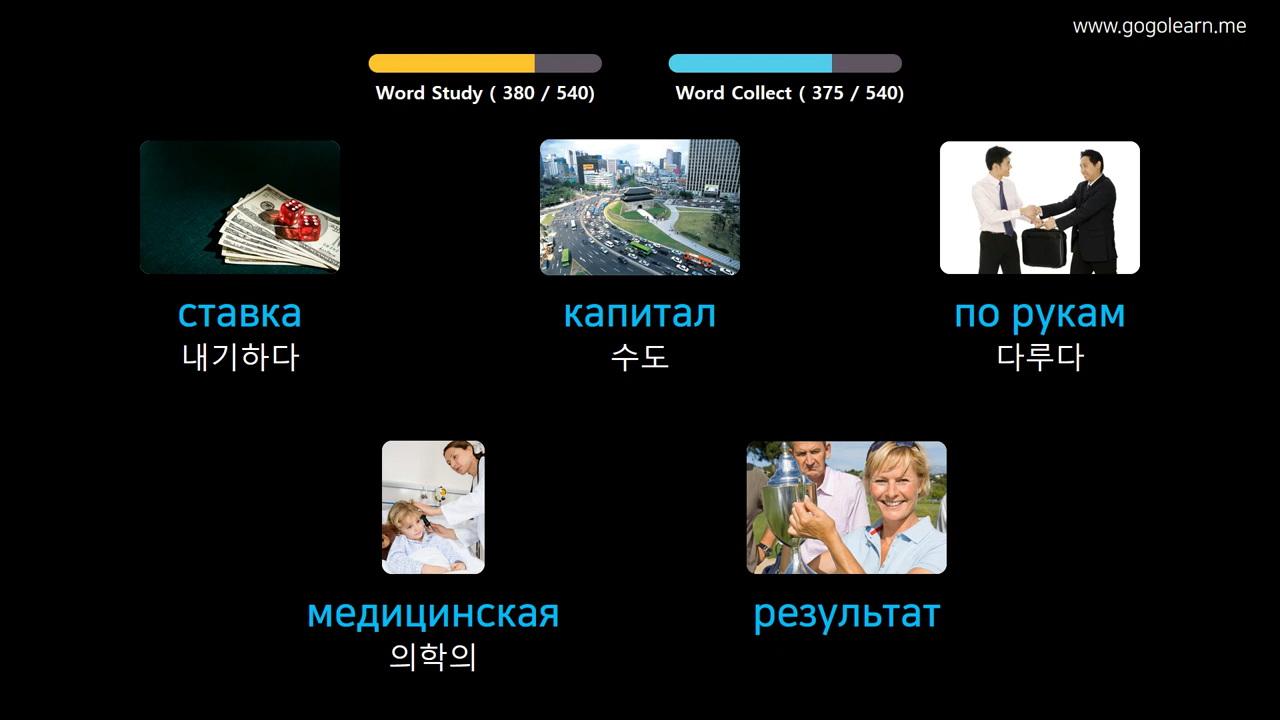 www.gogolearn.me
Word Study ( 380 / 540)
Word Collect ( 375 / 540)
ставка
내기하다
капитал
수도
по рукам
다루다
медицинская
의학의
результат